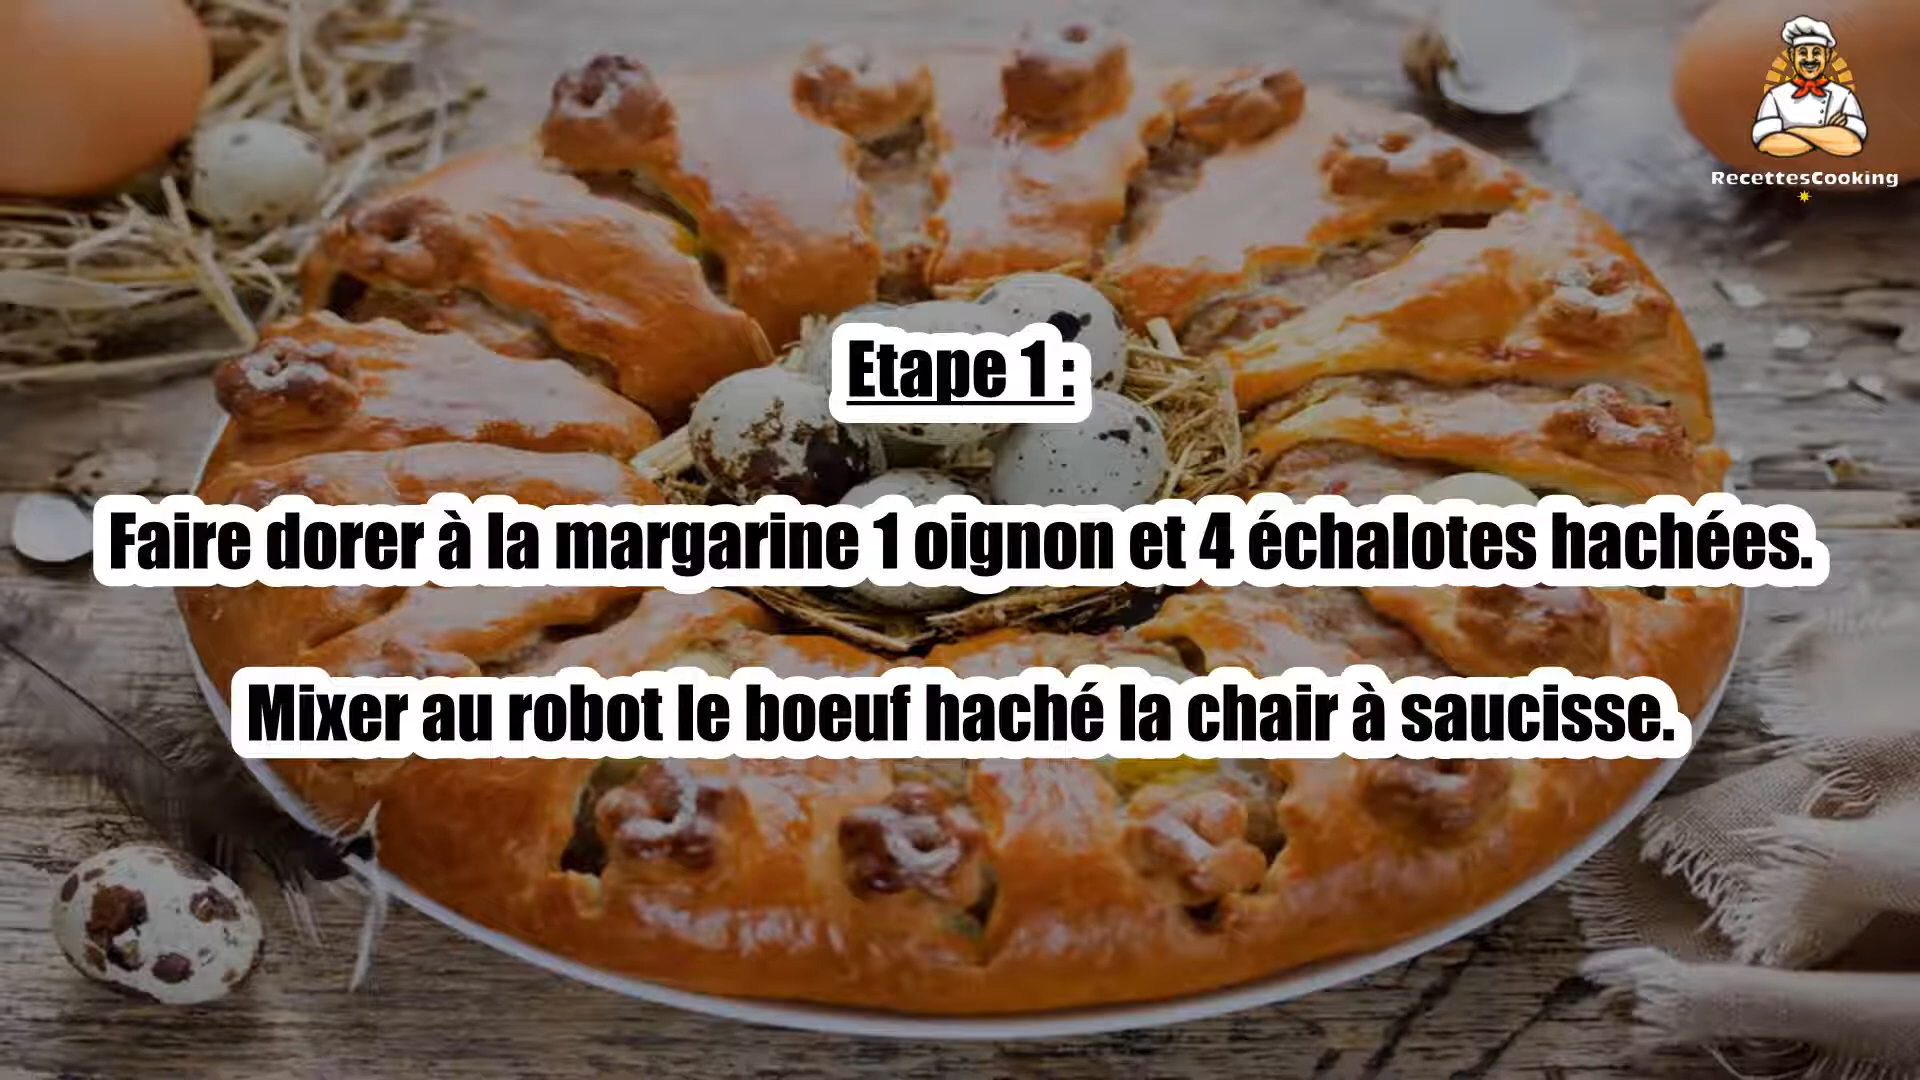 RecettesCooking
Etape 1 :
Faire dorer à la margarine 1 oignon et 4 échalotes hachées.
Mixer au robot le boeuf haché la chair à saucisse.